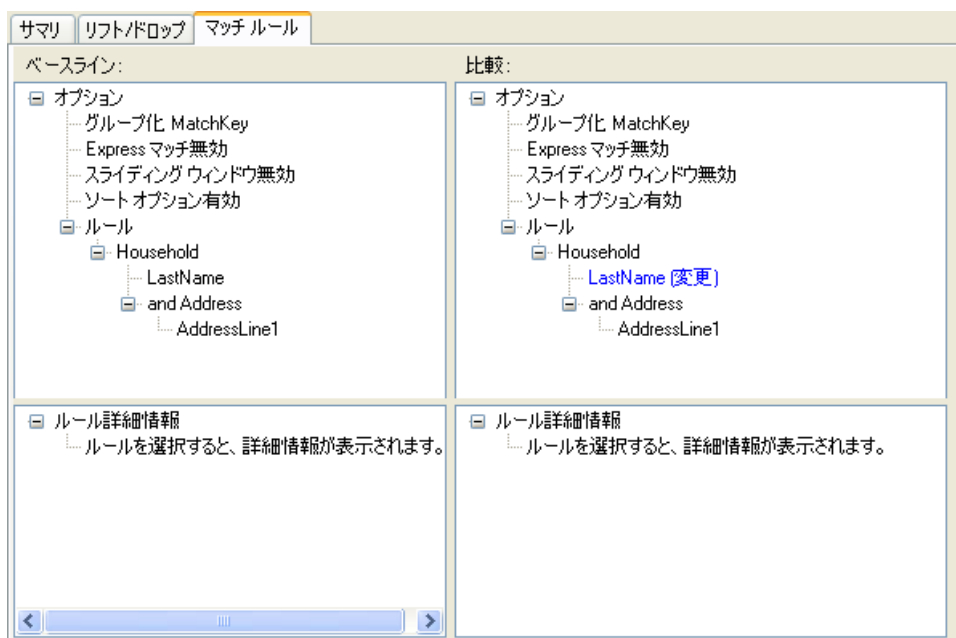 サマリ リフト/ドロップ マッチ ルール
ベースライン:
オプション
グループ化 MatchKey
Express マッチ無効
スライディング ウィンドウ無効
ソート オプション有効
ルール
Household
LastName
and Address
AddressLine1
ルール詳細情報
ルールを選択すると、詳細情報が表示されます。
比較:
オプション
グループ化 MatchKey
Express マッチ無効
スライディング ウィンドウ無効
ソート オプション有効
ルール
Household
LastName (変更)
and Address
AddressLine1
ルール詳細情報
ルールを選択すると、詳細情報が表示されます。